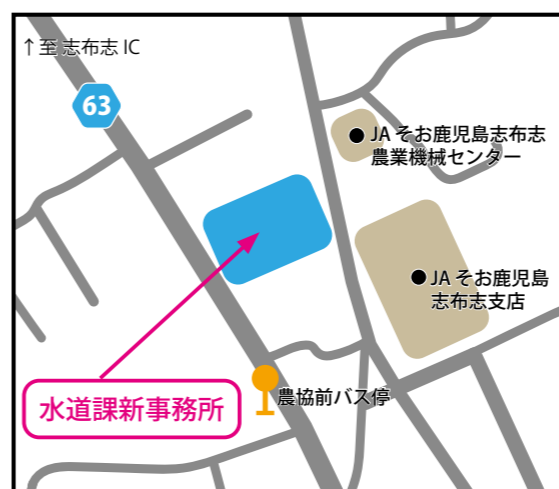 ↑至 志布志 IC
63
JA そお鹿児島志布志
農業機械センター
JA そお鹿児島
志布志支店
農協前バス停
水道課新事務所